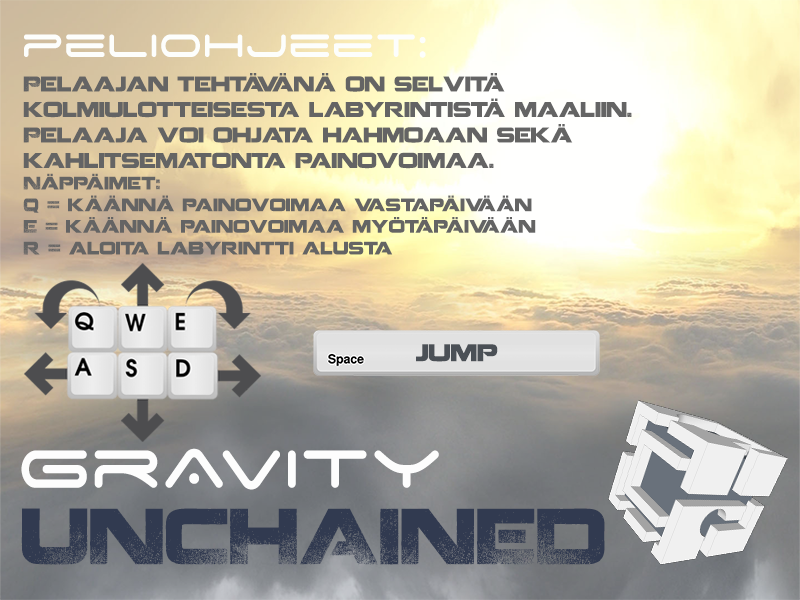 PELIOHJEET:
PELAAJAN TEHTÄVÄNÄ ON SELVITÄ
KOLMIULOTTEISESTA LABYRINTISTÄ MAALIIN.
PELAAJA VOI OHJATA HAHMOAAN SEKÄ
KAHLITSEMATONTA PAINOVOIMAA.
NÄPPÄIMET:
Q = KÄÄNNÄ PAINOVOIMAA VASTAPÄIVÄÄN
E = KÄÄNNÄ PAINOVOIMAA MYÖTÄPÄIVÄÄN
R = ALOITA LABYRINTTI ALUSTA
Q W E
A S D
Space JUMP
GRAVITY
UNCHAINED